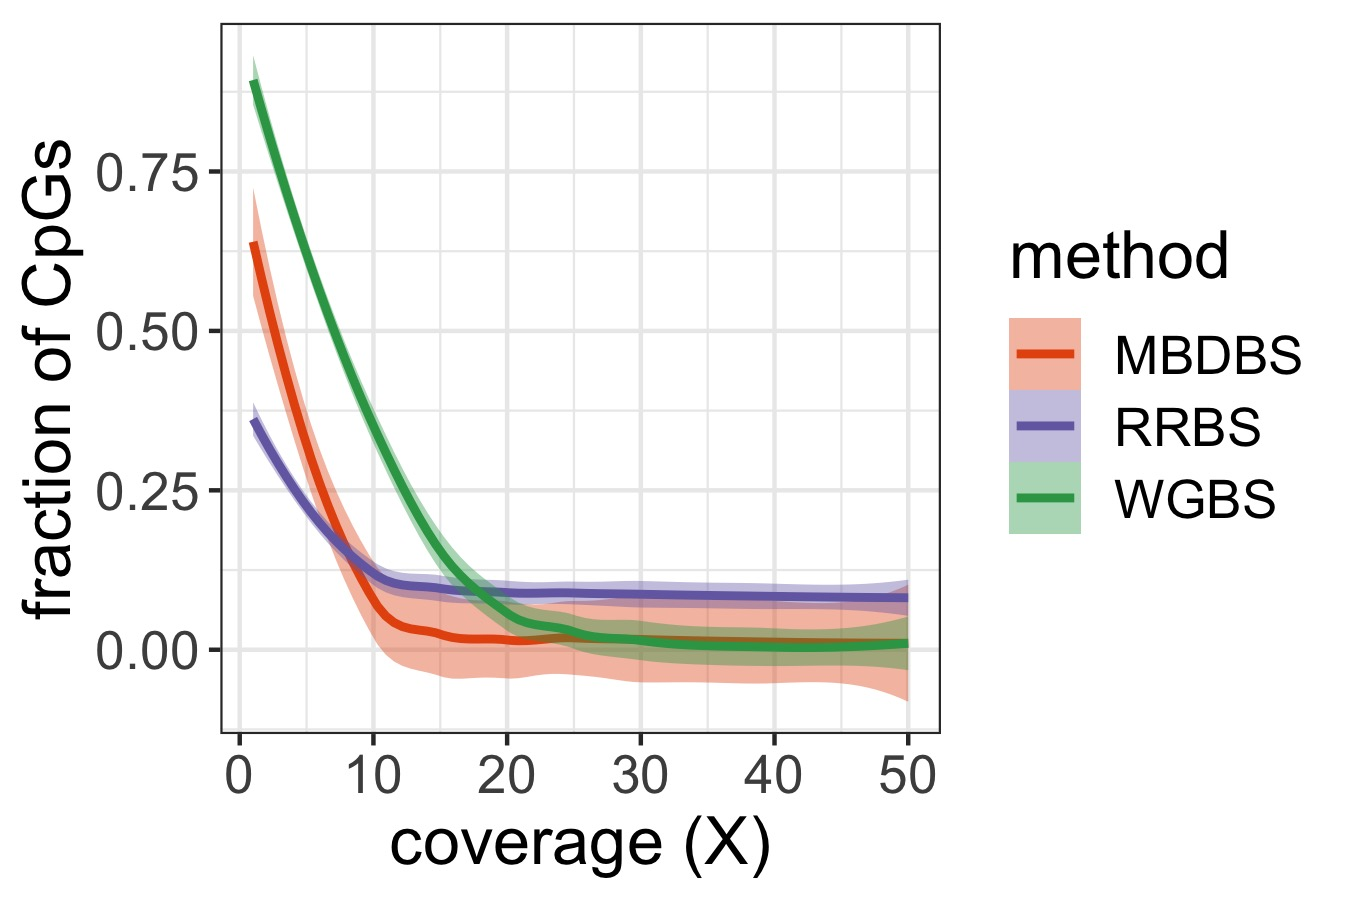 fraction of CpGs
0.75
0.50
0.25
0.00
0 10 20 30 40 50
coverage (X)
method
MBDBS
RRBS
WGBS